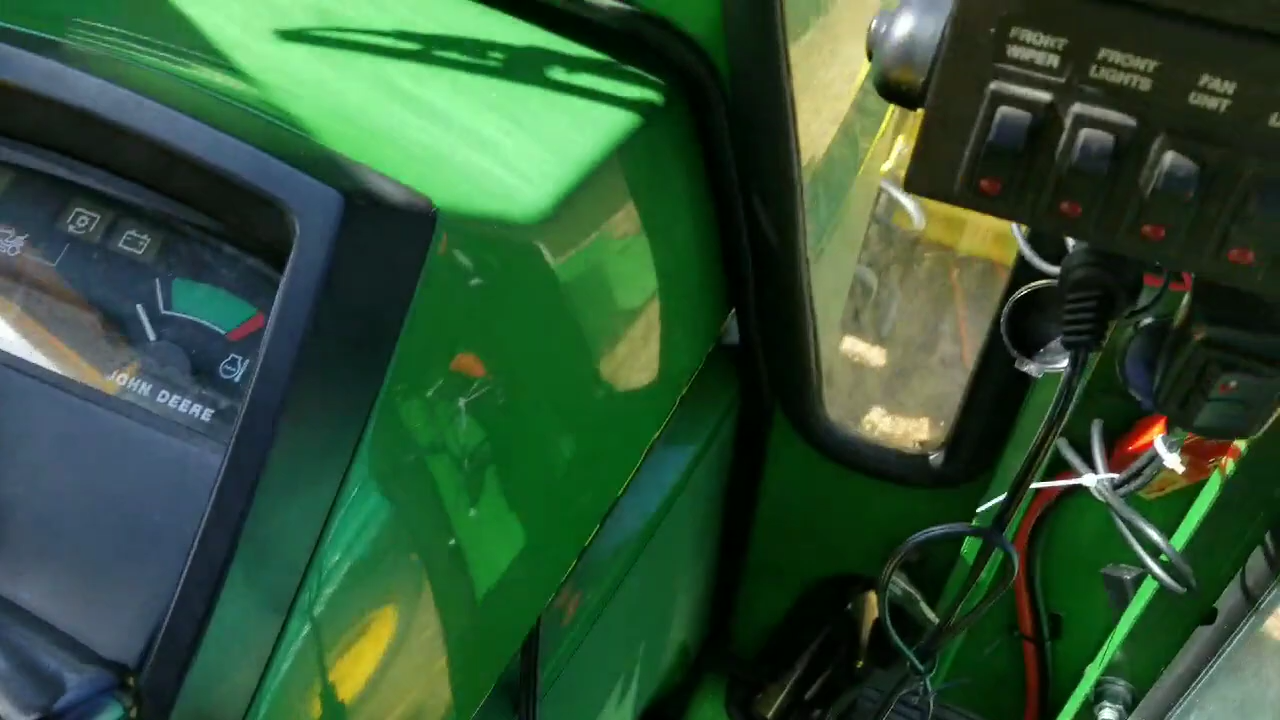 FRONT
WIPER
FRONT
LIGHTS
FAN
UNIT
JOHN DEERE